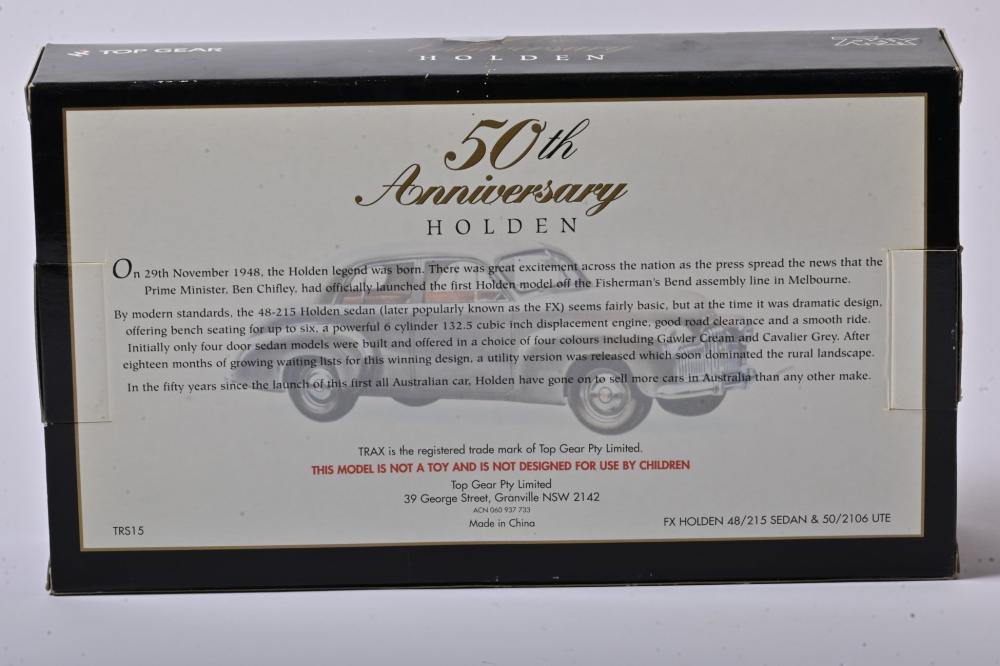 TOP GEAR
Anniversary
HOLDEN
TRAX
50th
Anniversary
HOLDEN
On 29th November 1948, the Holden legend was born. There was great excitement across the nation as the press spread the news that the
Prime Minister, Ben Chifley, had officially launched the first Holden model off the Fisherman's Bend assembly line in Melbourne.
By modern standards, the 48-215 Holden sedan (later popularly known as the FX) seems fairly basic, but at the time it was dramatic design,
offering bench seating for up to six, a powerful 6 cylinder 132.5 cubic inch displacement engine, good road clearance and a smooth ride.
Initially only four door sedan models were built and offered in a choice of four colours including Gawler Cream and Cavalier Grey. After
eighteen months of growing waiting lists for this winning design, a utility version was released which soon dominated the rural landscape.
In the fifty years since the launch of this first all Australian car, Holden have gone on to sell more cars in Australia than any other make.
TRAX is the registered trade mark of Top Gear Pty Limited.
THIS MODEL IS NOT A TOY AND IS NOT DESIGNED FOR USE BY CHILDREN
Top Gear Pty Limited
39 George Street, Granville NSW 2142
ACN 060 937 733
Made in China
TRS15
FX HOLDEN 48/215 SEDAN & 50/2106 UTE